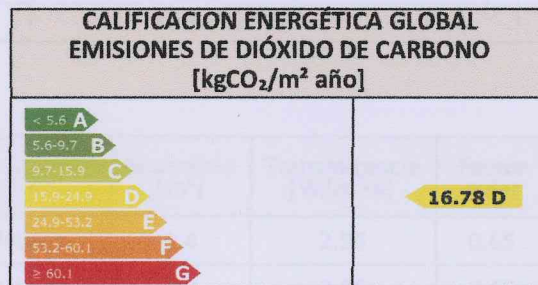 CALIFICACION ENERGÉTICA GLOBAL
EMISIONES DE DIÓXIDO DE CARBONO
[kgCO₂/m² año]
< 5.6 A
5.6-9.7 B
9.7-15.9 C
15.9-24.9 D
16.78 D
24.9-53.2 E
53.2-60.1 F
≥ 60.1 G